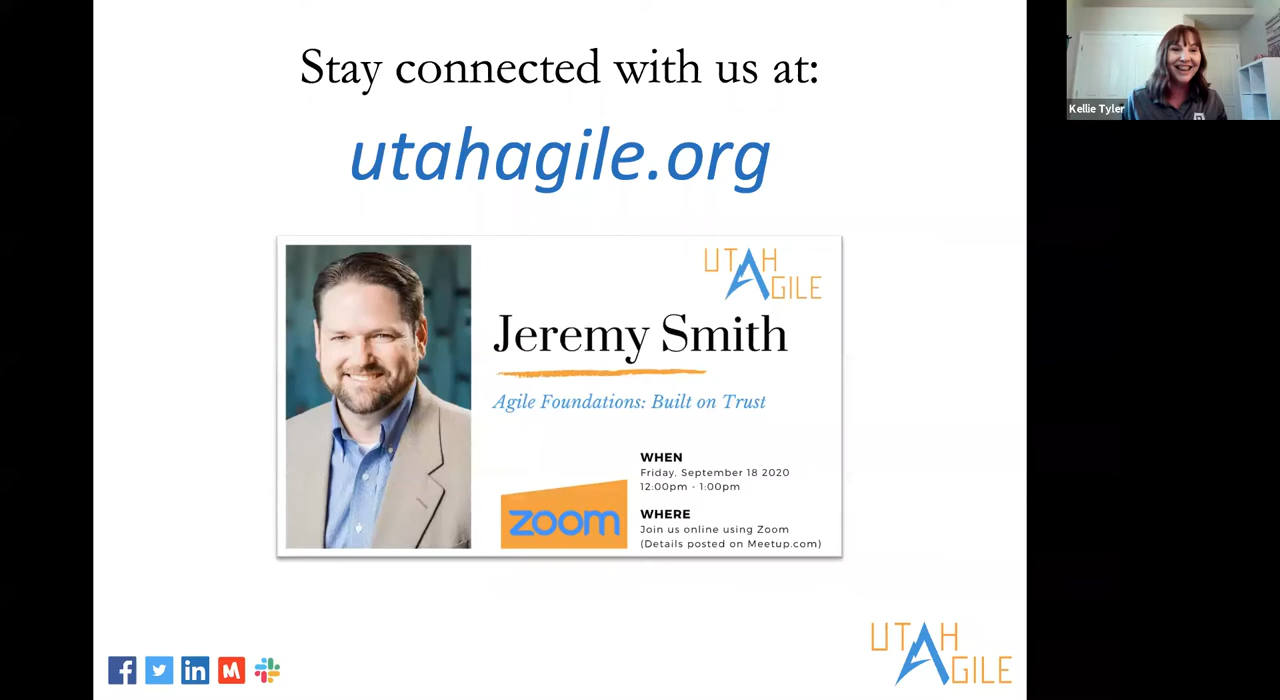 Stay connected with us at:
utahagile.org
UTAH
AGILE
Jeremy Smith
Agile Foundations: Built on Trust
WHEN
Friday, September 18 2020
12:00pm - 1:00pm
zoom
WHERE
Join us online using Zoom
(Details posted on Meetup.com)
UTAH
AGILE
Kellie Tyler